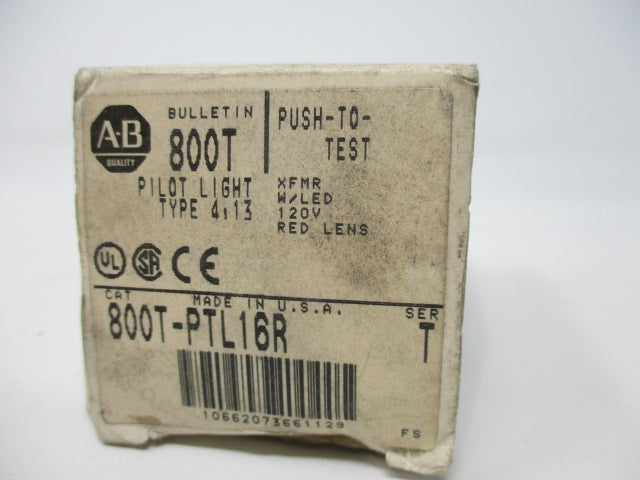 A-B
QUALITY
BULLETIN
800T
PILOT LIGHT
TYPE 4,13
PUSH-TO-
TEST
XFMR
W/LED
120V
RED LENS
UL
SA
CE
CAT
MADE IN U.S.A.
SER
800T-PTL16R
T
10662073661129
FS